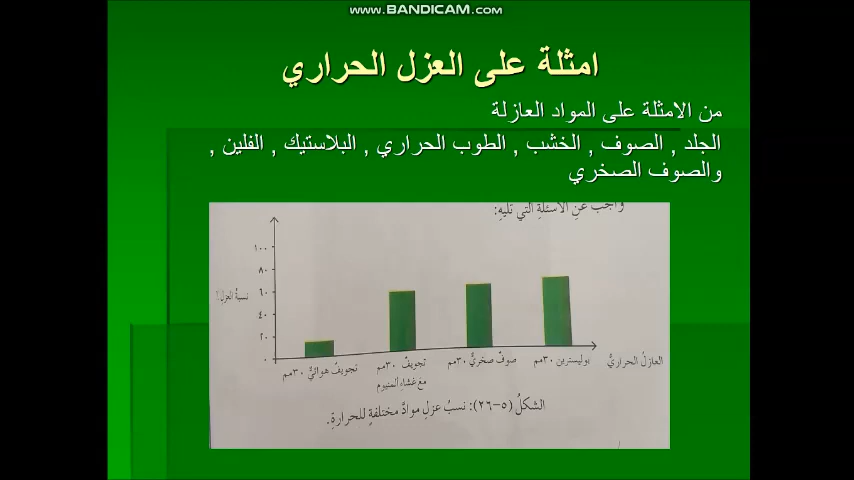 www.BANDICAM.com
امثلة على العزل الحراري
من الامثلة على المواد العازلة
الجلد , الصوف , الخشب , الطوب الحراري , البلاستيك , الفلين ,
والصوف الصخري
وأجب عن الأسئلة التي تليه:
١٠٠
٨٠
٦٠
٤٠
٢٠
٠
نسبة العزل٪
تجويف هوائيّ ٣٠مم
تجويف ٣٠مم
مع غشاء ألمنيوم
صوف صخريّ ٣٠مم
بوليسترين ٣٠مم
العازل الحراريّ
الشكل (٥-٢٦): نسب عزل موادّ مختلفة للحرارة.